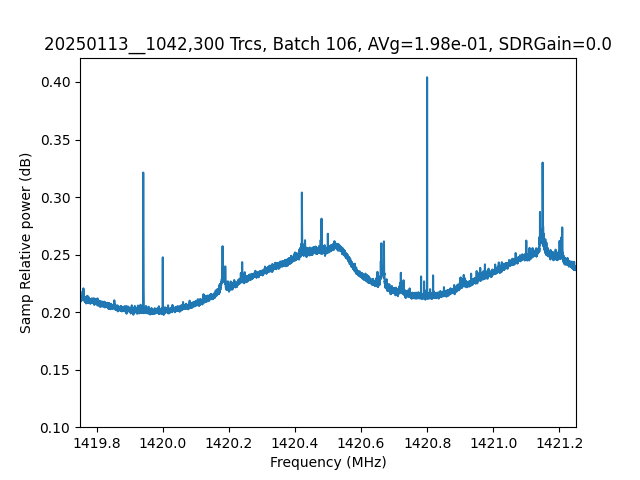 20250113__1042,300 Trcs, Batch 106, AVg=1.98e-01, SDRGain=0.0
Samp Relative power (dB)
0.40
0.35
0.30
0.25
0.20
0.15
0.10
1419.8 1420.0 1420.2 1420.4 1420.6 1420.8 1421.0 1421.2
Frequency (MHz)